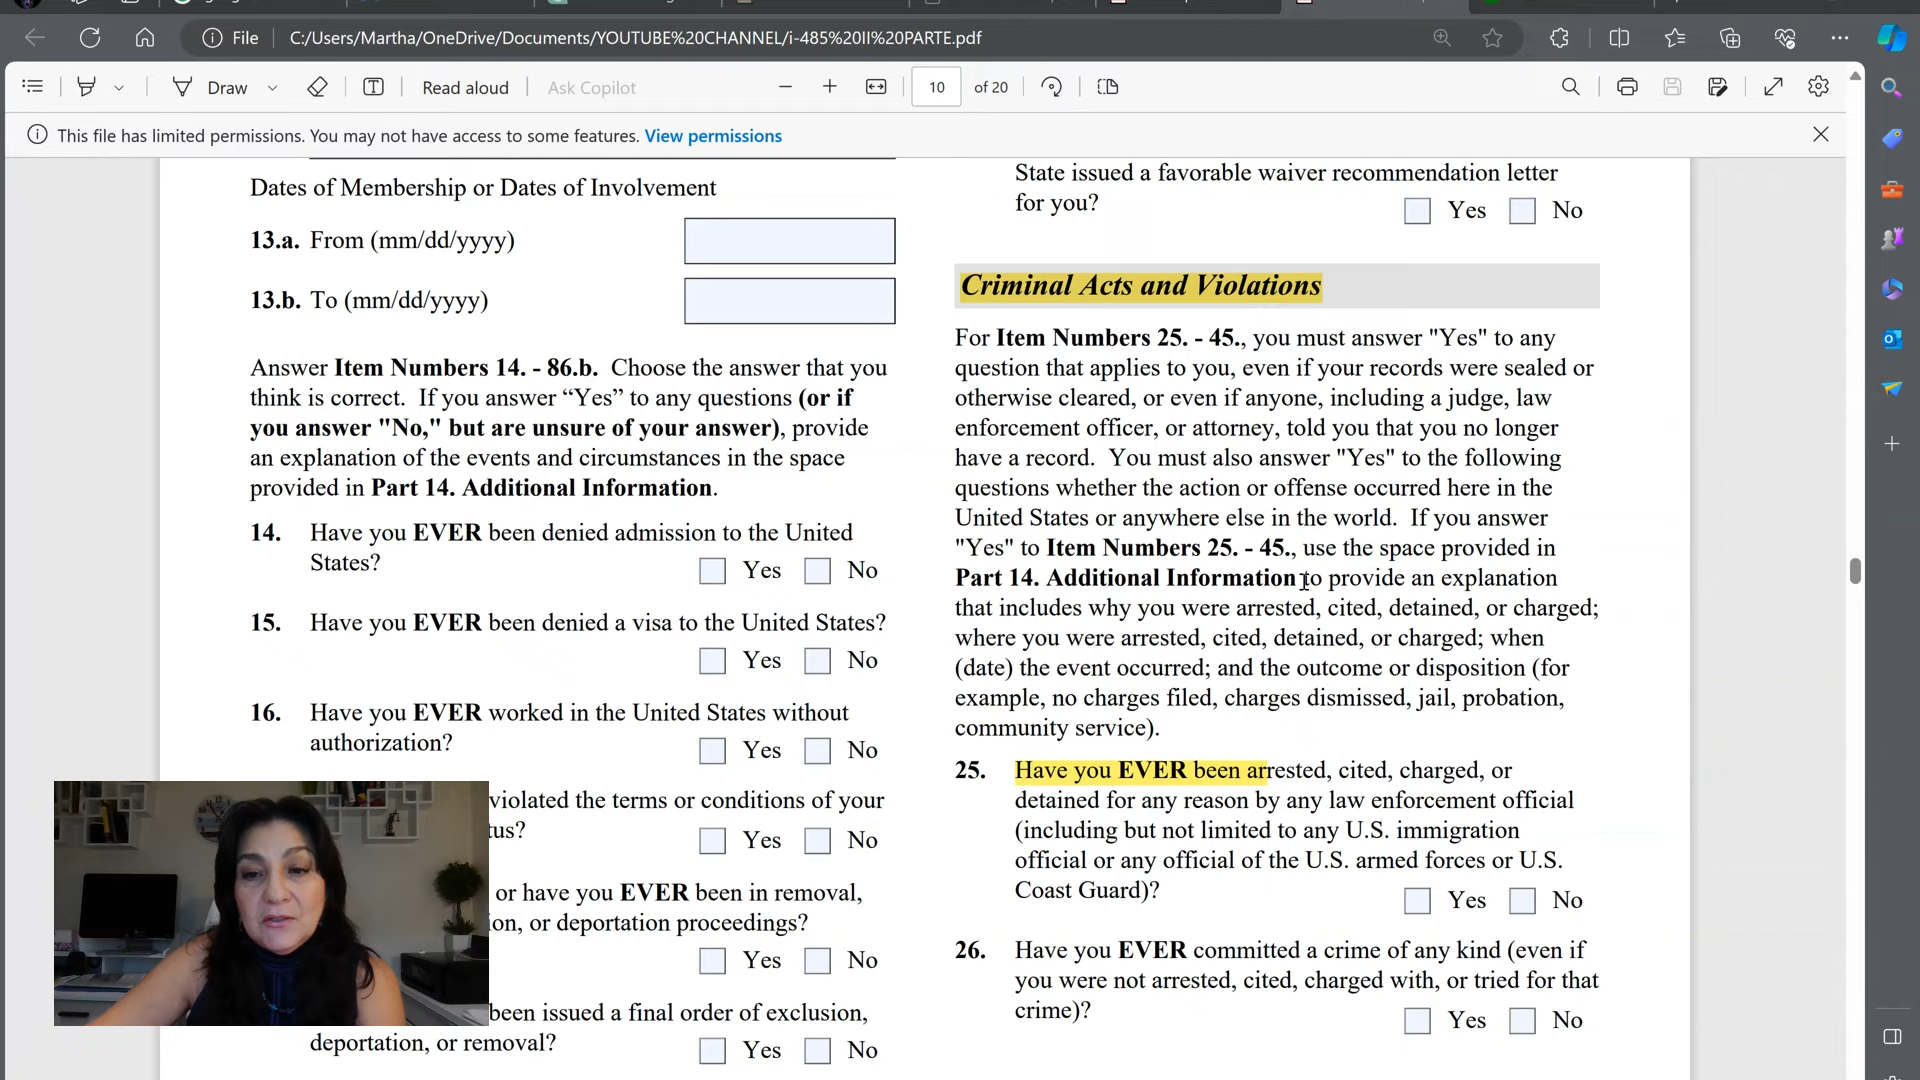 File
C:/Users/Martha/OneDrive/Documents/YOUTUBE%20CHANNEL/i-485%20II%20PARTE.pdf
Draw
Read aloud
Ask Copilot
10 of 20
This file has limited permissions. You may not have access to some features. View permissions
Dates of Membership or Dates of Involvement
13.a. From (mm/dd/yyyy)
13.b. To (mm/dd/yyyy)
Answer Item Numbers 14. - 86.b. Choose the answer that you
think is correct. If you answer “Yes” to any questions (or if
you answer "No," but are unsure of your answer), provide
an explanation of the events and circumstances in the space
provided in Part 14. Additional Information.
14. Have you EVER been denied admission to the United
States?
Yes No
15. Have you EVER been denied a visa to the United States?
Yes No
16. Have you EVER worked in the United States without
authorization?
Yes No
violated the terms or conditions of your
tus?
Yes No
or have you EVER been in removal,
on, or deportation proceedings?
Yes No
been issued a final order of exclusion,
deportation, or removal?
Yes No
State issued a favorable waiver recommendation letter
for you?
Yes No
Criminal Acts and Violations
For Item Numbers 25. - 45., you must answer "Yes" to any
question that applies to you, even if your records were sealed or
otherwise cleared, or even if anyone, including a judge, law
enforcement officer, or attorney, told you that you no longer
have a record. You must also answer "Yes" to the following
questions whether the action or offense occurred here in the
United States or anywhere else in the world. If you answer
"Yes" to Item Numbers 25. - 45., use the space provided in
Part 14. Additional Information to provide an explanation
that includes why you were arrested, cited, detained, or charged;
where you were arrested, cited, detained, or charged; when
(date) the event occurred; and the outcome or disposition (for
example, no charges filed, charges dismissed, jail, probation,
community service).
25. Have you EVER been arrested, cited, charged, or
detained for any reason by any law enforcement official
(including but not limited to any U.S. immigration
official or any official of the U.S. armed forces or U.S.
Coast Guard)?
Yes No
26. Have you EVER committed a crime of any kind (even if
you were not arrested, cited, charged with, or tried for that
crime)?
Yes No